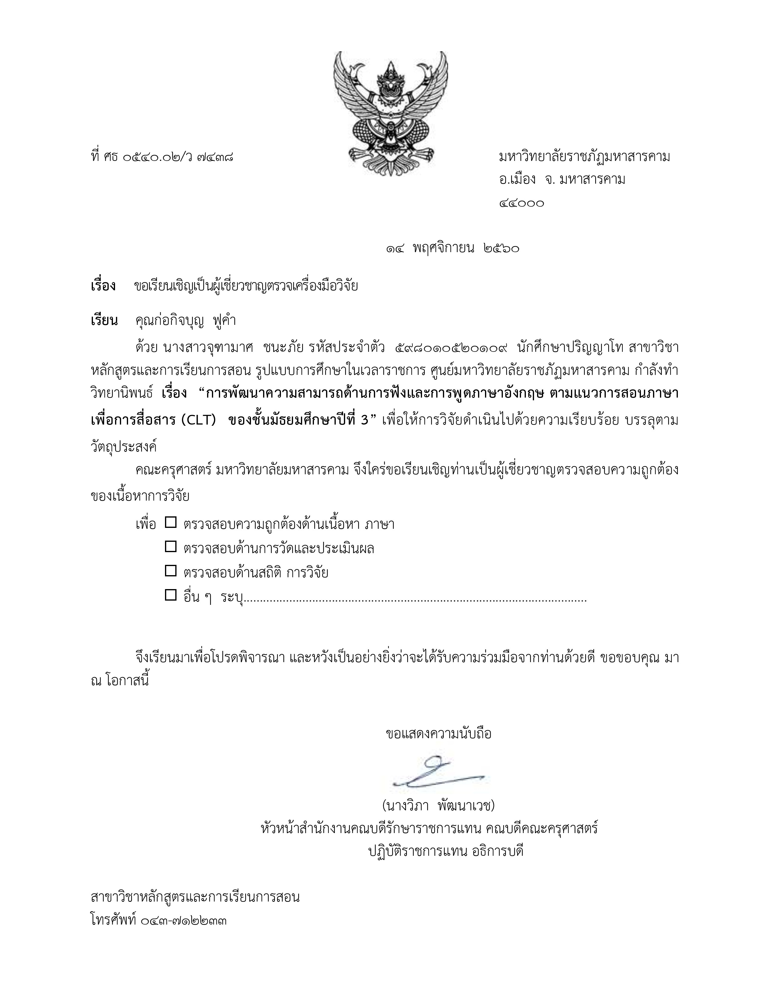 ที่ ศธ ๐๕๔๐.๐๒/ว ๗๔๓๘
มหาวิทยาลัยราชภัฏมหาสารคาม
อ.เมือง จ. มหาสารคาม
๔๔๐๐๐
๑๔ พฤศจิกายน ๒๕๖๐
เรื่อง ขอเรียนเชิญเป็นผู้เชี่ยวชาญตรวจเครื่องมือวิจัย
เรียน คุณก่อกิจบุญ ฟูคำ
ด้วย นางสาวจุฑามาศ ชนะภัย รหัสประจำตัว ๕๙๘๐๑๐๕๒๐๑๐๙ นักศึกษาปริญญาโท สาขาวิชา
หลักสูตรและการเรียนการสอน รูปแบบการศึกษาในเวลาราชการ ศูนย์มหาวิทยาลัยราชภัฏมหาสารคาม กำลังทำ
วิทยานิพนธ์ เรื่อง “การพัฒนาความสามารถด้านการฟังและการพูดภาษาอังกฤษ ตามแนวการสอนภาษา
เพื่อการสื่อสาร (CLT) ของชั้นมัธยมศึกษาปีที่ 3” เพื่อให้การวิจัยดำเนินไปด้วยความเรียบร้อย บรรลุตาม
วัตถุประสงค์
คณะครุศาสตร์ มหาวิทยาลัยมหาสารคาม จึงใคร่ขอเรียนเชิญท่านเป็นผู้เชี่ยวชาญตรวจสอบความถูกต้อง
ของเนื้อหาการวิจัย
เพื่อ ☐ ตรวจสอบความถูกต้องด้านเนื้อหา ภาษา
☐ ตรวจสอบด้านการวัดและประเมินผล
☐ ตรวจสอบด้านสถิติ การวิจัย
☐ อื่น ๆ ระบุ..........................................................................................................
จึงเรียนมาเพื่อโปรดพิจารณา และหวังเป็นอย่างยิ่งว่าจะได้รับความร่วมมือจากท่านด้วยดี ขอขอบคุณ มา
ณ โอกาสนี้
ขอแสดงความนับถือ
(นางวิภา พัฒนาเวช)
หัวหน้าสำนักงานคณบดีรักษาราชการแทน คณบดีคณะครุศาสตร์
ปฏิบัติราชการแทน อธิการบดี
สาขาวิชาหลักสูตรและการเรียนการสอน
โทรศัพท์ ๐๔๓-๗๑๒๒๓๓